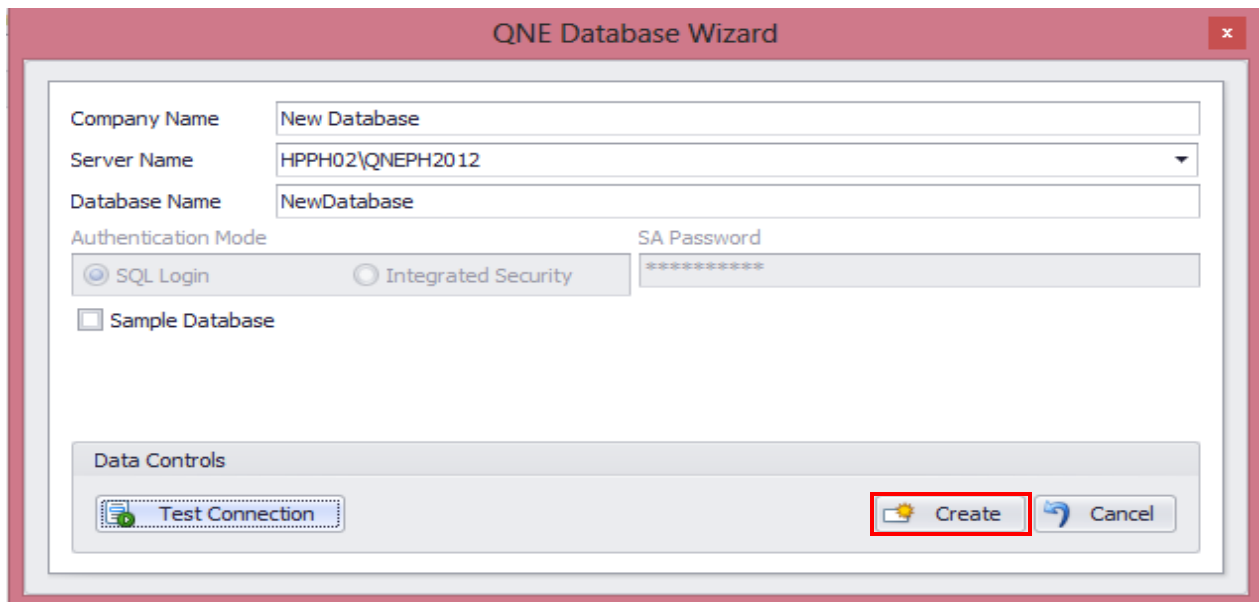 QNE Database Wizard
x
Company Name New Database
Server Name HPPH02\QNEPH2012
Database Name NewDatabase
Authentication Mode SA Password
SQL Login Integrated Security **********
Sample Database
Data Controls
Test Connection Create Cancel